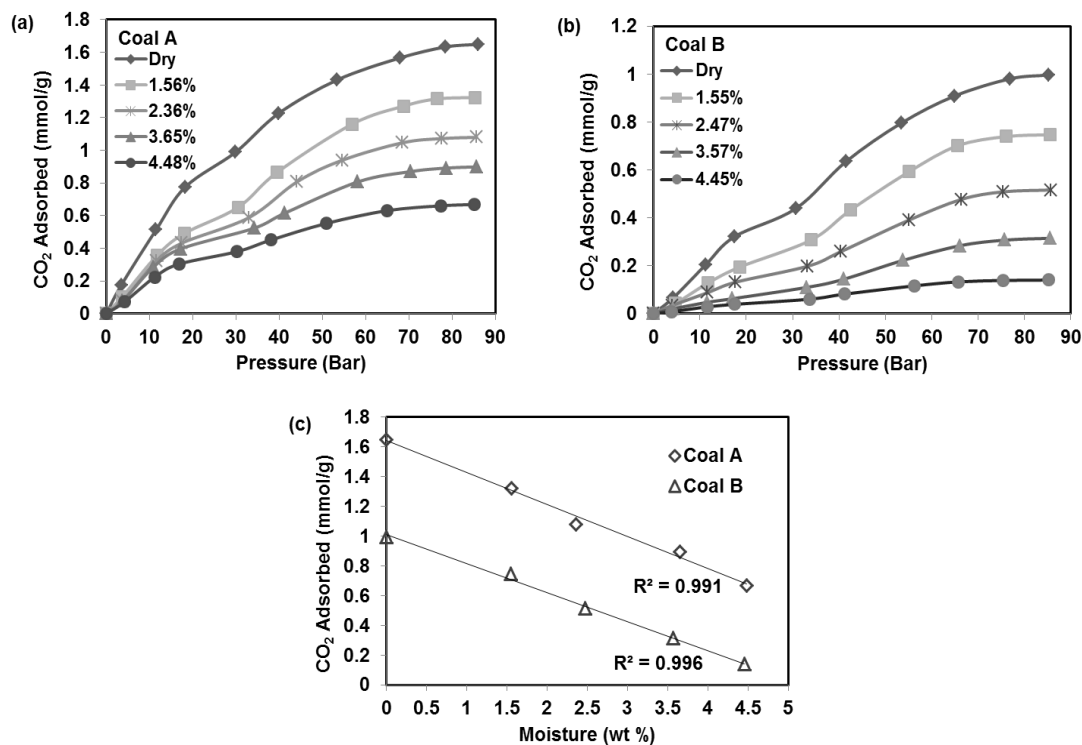 (a)
Coal A
Dry
1.56%
2.36%
3.65%
4.48%
CO₂ Adsorbed (mmol/g)
1.8
1.6
1.4
1.2
1
0.8
0.6
0.4
0.2
0
0 10 20 30 40 50 60 70 80 90
Pressure (Bar)
(b)
Coal B
Dry
1.55%
2.47%
3.57%
4.45%
CO₂ Adsorbed (mmol/g)
1.2
1
0.8
0.6
0.4
0.2
0
0 10 20 30 40 50 60 70 80 90
Pressure (Bar)
(c)
Coal A
Coal B
R² = 0.991
R² = 0.996
CO₂ Adsorbed (mmol/g)
1.8
1.6
1.4
1.2
1
0.8
0.6
0.4
0.2
0
0 0.5 1 1.5 2 2.5 3 3.5 4 4.5 5
Moisture (wt %)